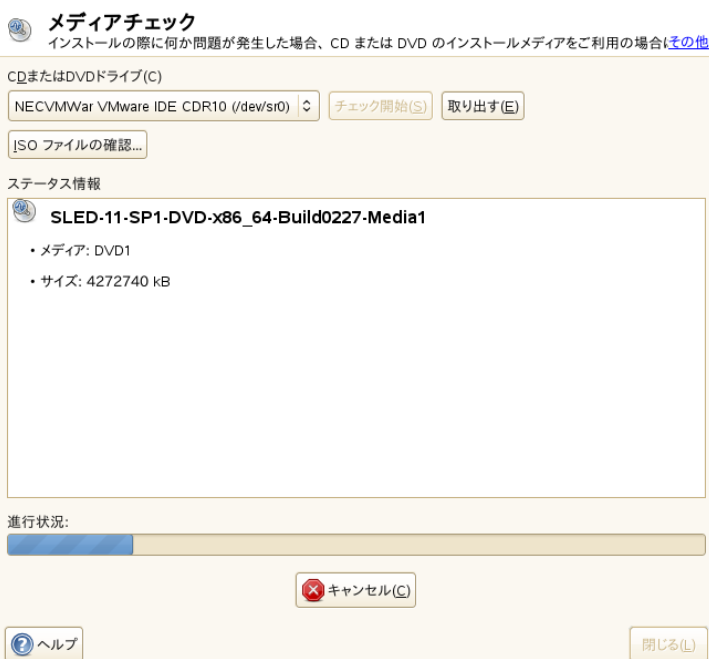 メディアチェック
インストールの際に何か問題が発生した場合、CD または DVD のインストールメディアをご利用の場合は その他
CDまたはDVDドライブ(C)
NECVMWar VMware IDE CDR10 (/dev/sr0) チェック開始(S) 取り出す(E)
ISO ファイルの確認...
ステータス情報
SLED-11-SP1-DVD-x86_64-Build0227-Media1
• メディア: DVD1
• サイズ: 4272740 kB
進行状況:
キャンセル(C)
ヘルプ 閉じる(L)